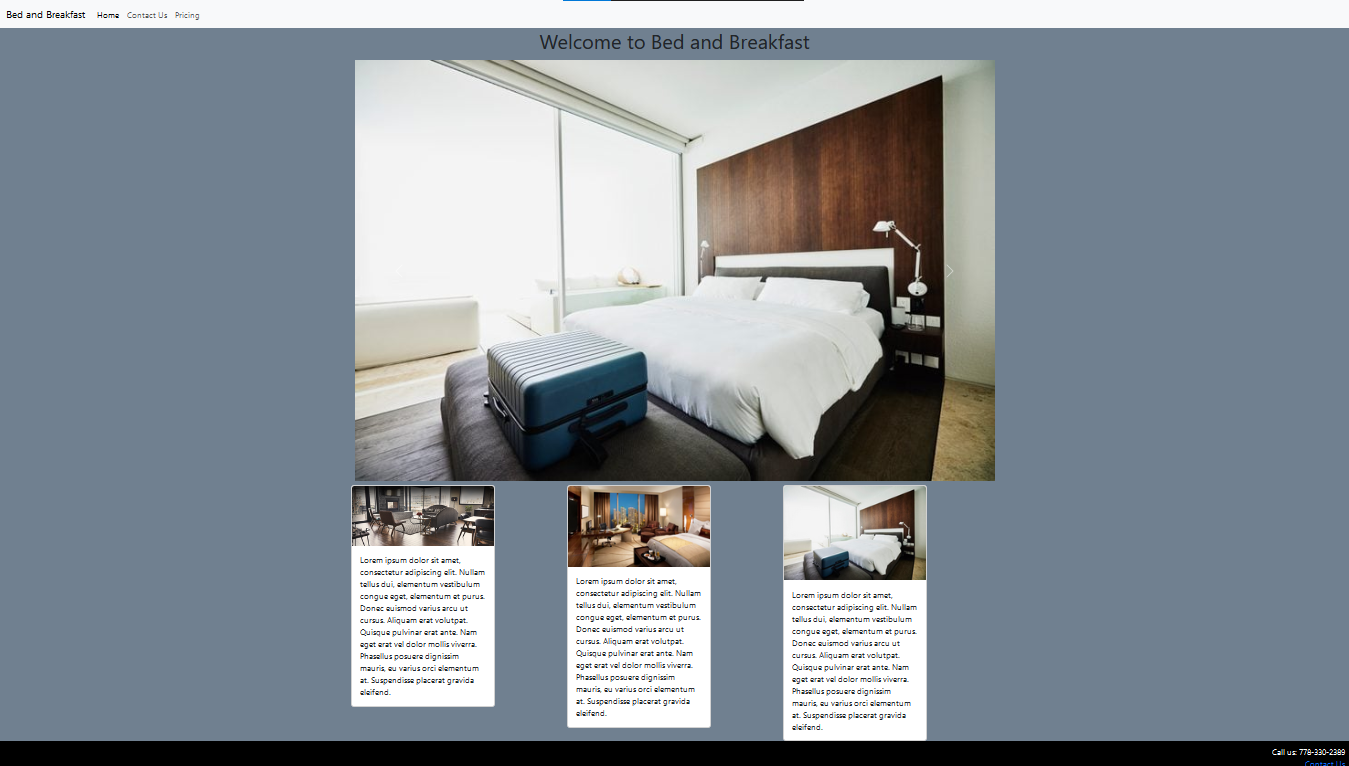 Bed and Breakfast Home Contact Us Pricing
Welcome to Bed and Breakfast
Lorem ipsum dolor sit amet,
consectetur adipiscing elit. Nullam
tellus dui, elementum vestibulum
congue eget, elementum et purus.
Donec euismod varius arcu ut
cursus. Aliquam erat volutpat.
Quisque pulvinar erat ante. Nam
eget erat vel dolor mollis viverra.
Phasellus posuere dignissim
mauris, eu varius orci elementum
at. Suspendisse placerat gravida
eleifend.
Lorem ipsum dolor sit amet,
consectetur adipiscing elit. Nullam
tellus dui, elementum vestibulum
congue eget, elementum et purus.
Donec euismod varius arcu ut
cursus. Aliquam erat volutpat.
Quisque pulvinar erat ante. Nam
eget erat vel dolor mollis viverra.
Phasellus posuere dignissim
mauris, eu varius orci elementum
at. Suspendisse placerat gravida
eleifend.
Lorem ipsum dolor sit amet,
consectetur adipiscing elit. Nullam
tellus dui, elementum vestibulum
congue eget, elementum et purus.
Donec euismod varius arcu ut
cursus. Aliquam erat volutpat.
Quisque pulvinar erat ante. Nam
eget erat vel dolor mollis viverra.
Phasellus posuere dignissim
mauris, eu varius orci elementum
at. Suspendisse placerat gravida
eleifend.
Call us: 778-330-2389
Contact Us